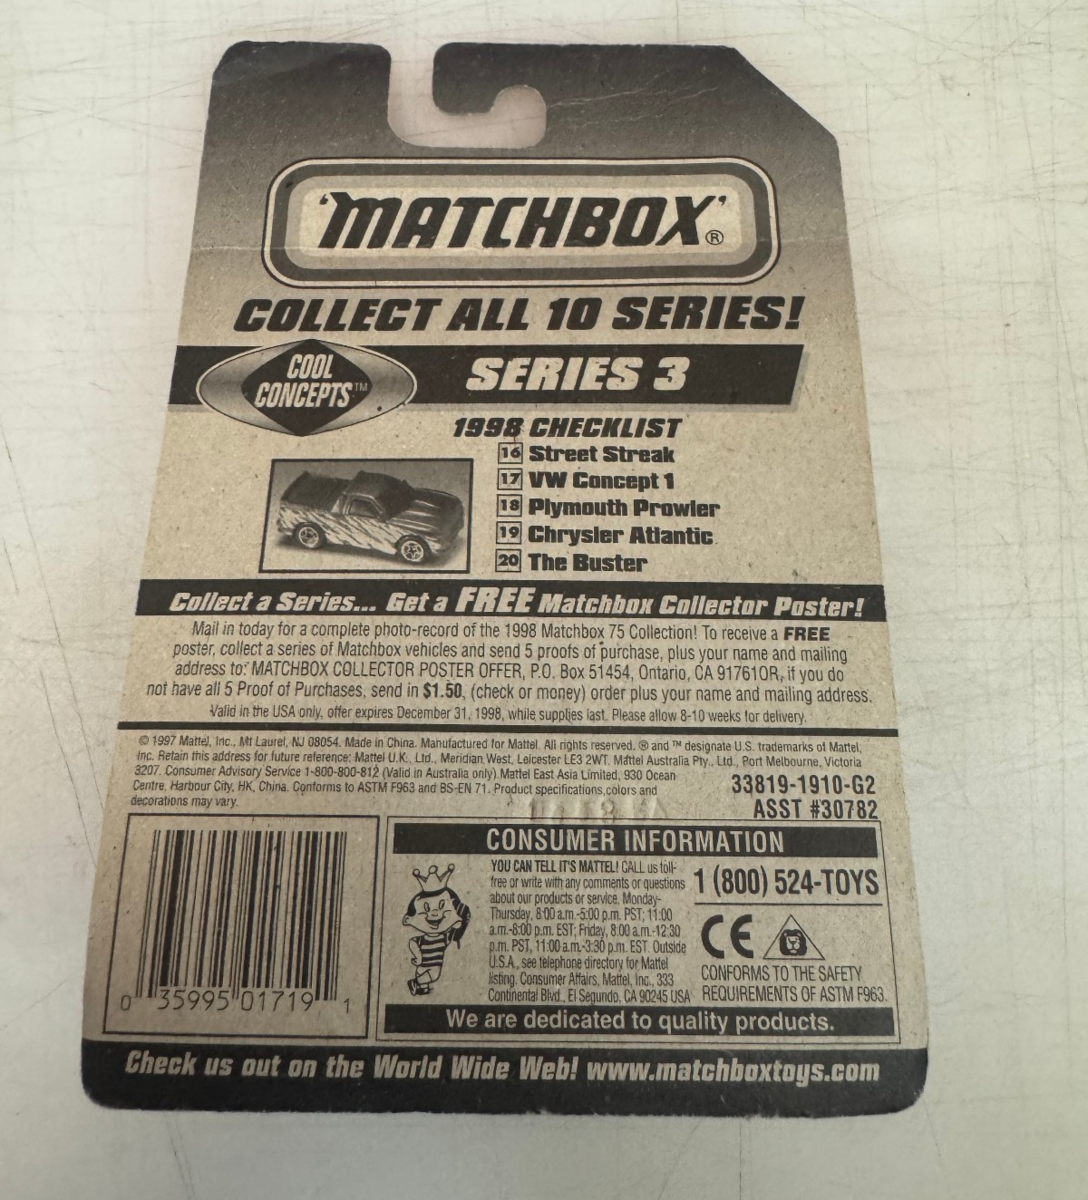 'MATCHBOX'®
COLLECT ALL 10 SERIES!
COOL
CONCEPTS™
SERIES 3
1998 CHECKLIST
16 Street Streak
17 VW Concept 1
18 Plymouth Prowler
19 Chrysler Atlantic
20 The Buster
Collect a Series... Get a FREE Matchbox Collector Poster!
Mail in today for a complete photo-record of the 1998 Matchbox 75 Collection! To receive a FREE
poster, collect a series of Matchbox vehicles and send 5 proofs of purchase, plus your name and mailing
address to: MATCHBOX COLLECTOR POSTER OFFER, P.O. Box 51454, Ontario, CA 91761OR, if you do
not have all 5 Proof of Purchases, send in $1.50, (check or money) order plus your name and mailing address.
Valid in the USA only, offer expires December 31, 1998, while supplies last. Please allow 8-10 weeks for delivery.
© 1997 Mattel, Inc., Mt Laurel, NJ 08054. Made in China. Manufactured for Mattel. All rights reserved. ® and ™ designate U.S. trademarks of Mattel,
Inc. Retain this address for future reference: Mattel U.K., Ltd., Meridian West, Leicester LE3 2WT. Mattel Australia Pty., Ltd., Port Melbourne, Victoria
3207. Consumer Advisory Service 1-800-800-812 (Valid in Australia only) Mattel East Asia Limited, 930 Ocean
Centre, Harbour City, HK, China. Conforms to ASTM F963 and BS-EN 71. Product specifications,colors and
decorations may vary.
33819-1910-G2
ASST #30782
0 35995 01719 1
CONSUMER INFORMATION
YOU CAN TELL IT'S MATTEL! CALL us toll-
free or write with any comments or questions
about our products or service, Monday-
Thursday, 8:00 a.m.-5:00 p.m. PST; 11:00
a.m.-8:00 p.m. EST; Friday, 8:00 a.m.-12:30
p.m. PST, 11:00 a.m.-3:30 p.m. EST. Outside
U.S.A., see telephone directory for Mattel
listing. Consumer Affairs, Mattel, Inc., 333
Continental Blvd., El Segundo, CA 90245 USA
1 (800) 524-TOYS
CE
CONFORMS TO THE SAFETY
REQUIREMENTS OF ASTM F963.
We are dedicated to quality products.
Check us out on the World Wide Web! www.matchboxtoys.com